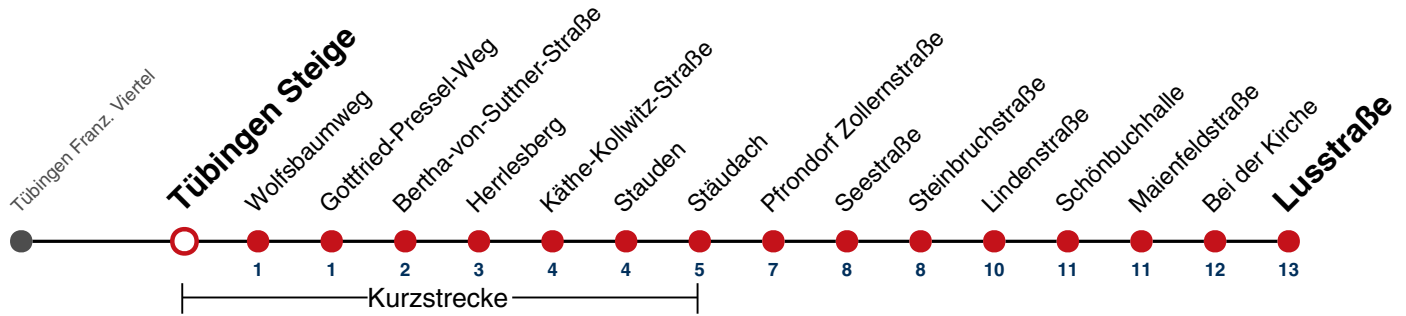 Tübingen Franz. Viertel
Tübingen Steige
Wolfsbaumweg
Gottfried-Pressel-Weg
Bertha-von-Suttner-Straße
Herrlesberg
Käthe-Kollwitz-Straße
Stauden
Stäudach
Pfrondorf Zollernstraße
Seestraße
Steinbruchstraße
Lindenstraße
Schönbuchhalle
Maienfeldstraße
Bei der Kirche
Lusstraße
1 1 2 3 4 4 5 7 8 8 10 11 11 12 13
Kurzstrecke